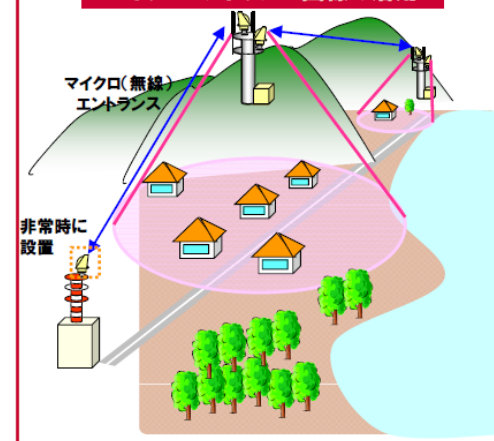 マイクロ(無線)
エントランス
非常時に
設置